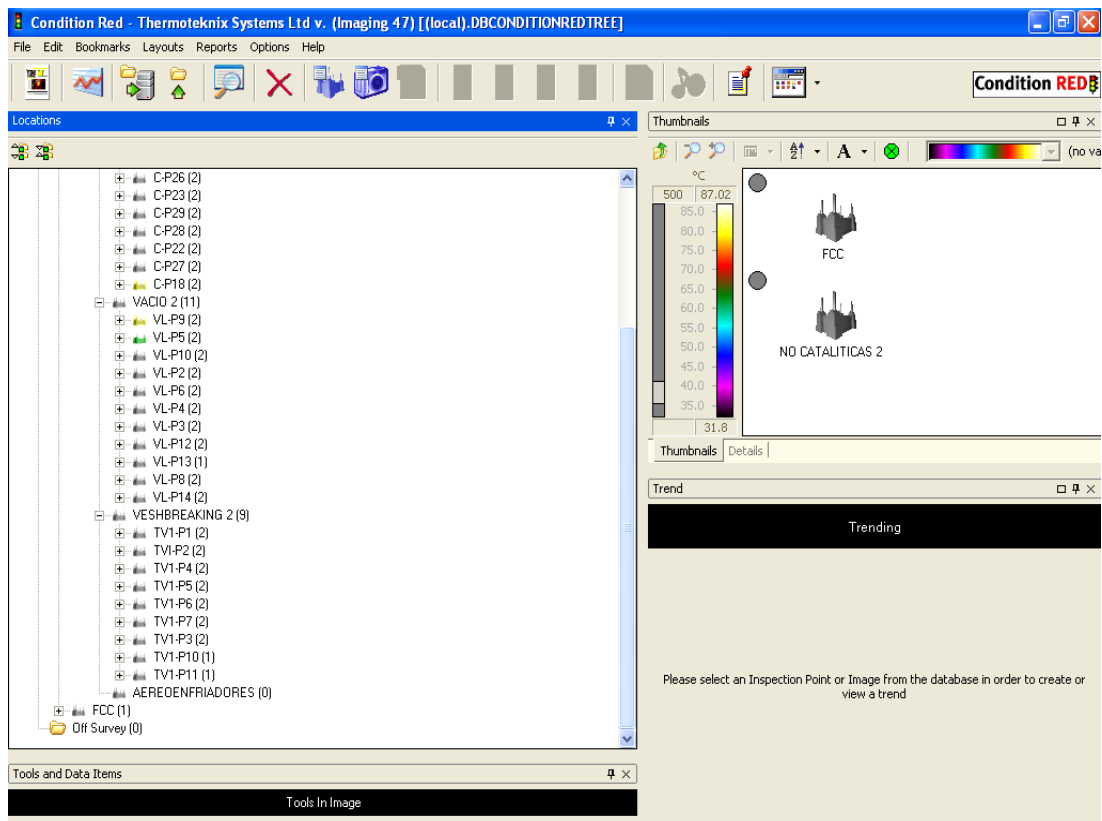 Condition Red - Thermoteknix Systems Ltd v. (Imaging 47) [(local).DBCONDITIONREDTREE]
File Edit Bookmarks Layouts Reports Options Help
Condition RED
Locations
C-P26 (2)
C-P23 (2)
C-P29 (2)
C-P28 (2)
C-P22 (2)
C-P27 (2)
C-P18 (2)
VACIO 2 (11)
VL-P9 (2)
VL-P5 (2)
VL-P10 (2)
VL-P2 (2)
VL-P6 (2)
VL-P4 (2)
VL-P3 (2)
VL-P12 (2)
VL-P13 (1)
VL-P8 (2)
VL-P14 (2)
VESHBREAKING 2 (9)
TV1-P1 (2)
TVI-P2 (2)
TV1-P4 (2)
TV1-P5 (2)
TV1-P6 (2)
TV1-P7 (2)
TV1-P3 (2)
TV1-P10 (1)
TV1-P11 (1)
AEREOENFRIADORES (0)
FCC (1)
Off Survey (0)
Tools and Data Items
Tools In Image
Thumbnails
A
(no va
°C
500 87.02
85.0
80.0
75.0
70.0
65.0
60.0
55.0
50.0
45.0
40.0
35.0
31.8
FCC
NO CATALITICAS 2
Thumbnails Details
Trend
Trending
Please select an Inspection Point or Image from the database in order to create or
view a trend